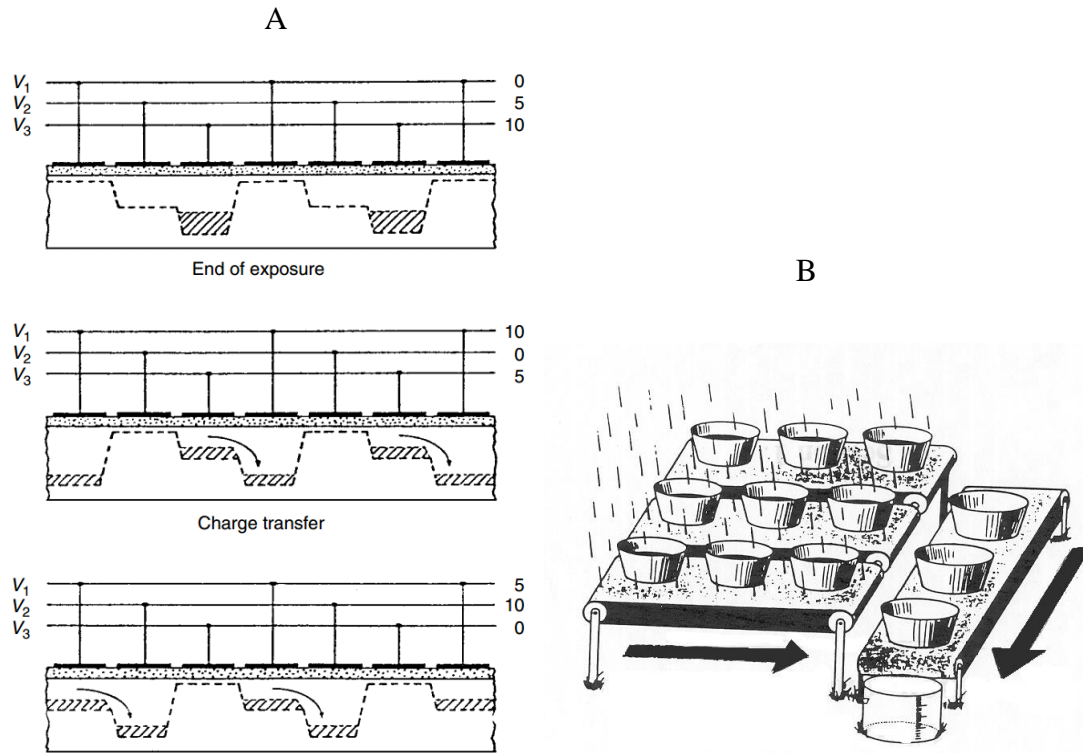 A
V1 0
V2 5
V3 10
End of exposure
B
V1 10
V2 0
V3 5
Charge transfer
V1 5
V2 10
V3 0